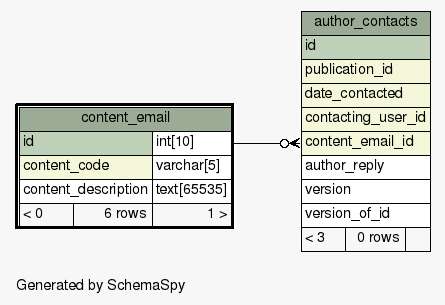 content_email
id int[10]
content_code varchar[5]
content_description text[65535]
< 0 6 rows 1 >
author_contacts
id
publication_id
date_contacted
contacting_user_id
content_email_id
author_reply
version
version_of_id
< 3 0 rows
Generated by SchemaSpy